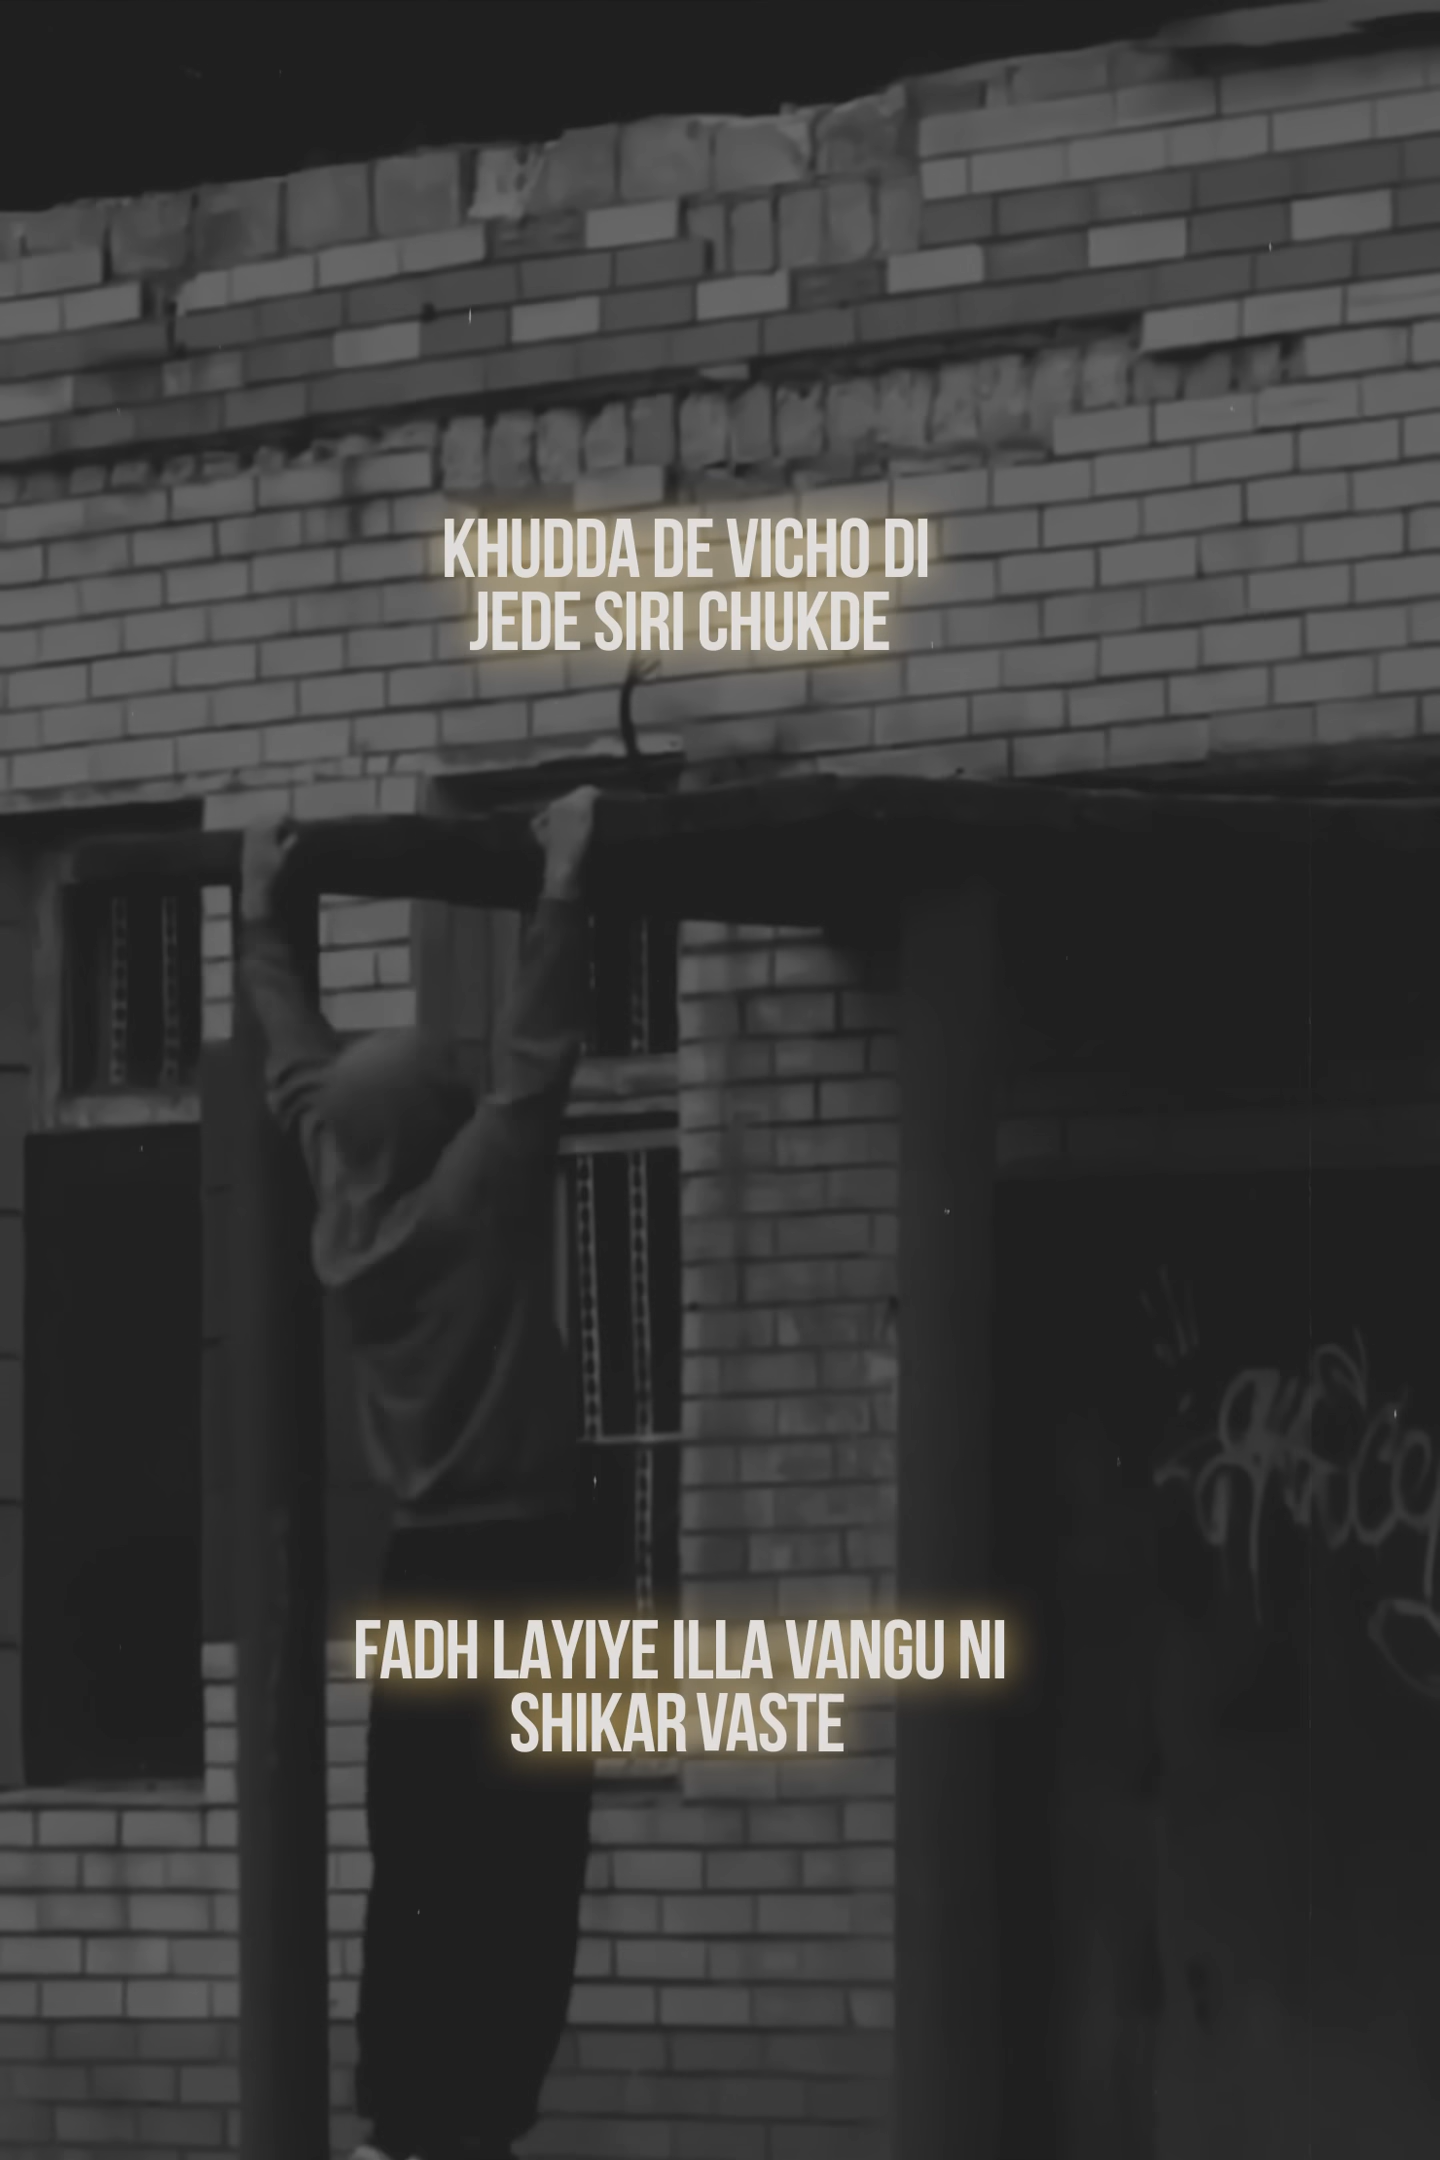 KHUDDA DE VICHO DI
JEDE SIRI CHUKDE
FADH LAYIYE ILLA VANGU NI
SHIKAR VASTE